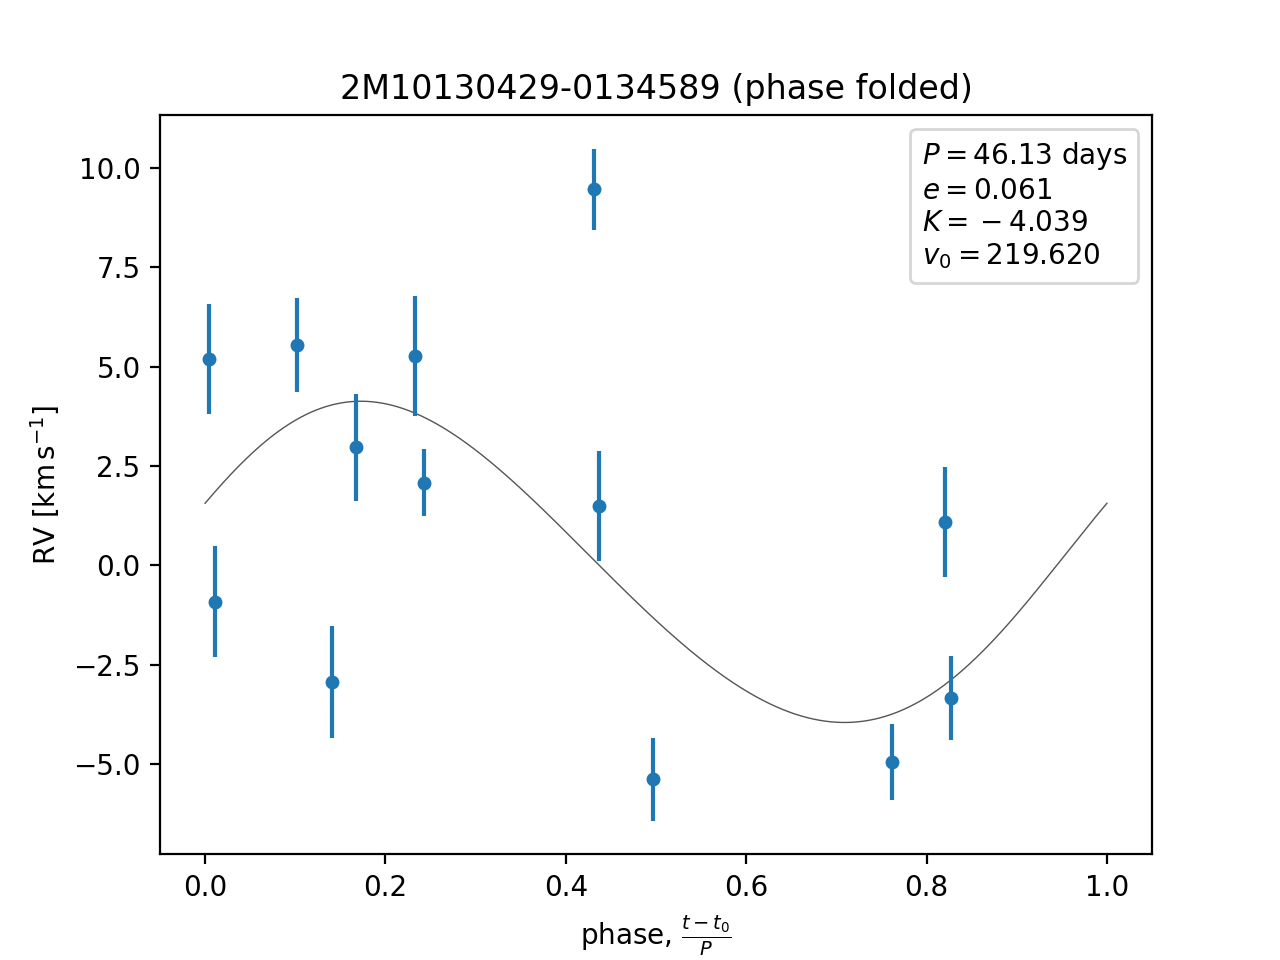 2M10130429-0134589 (phase folded)
P = 46.13 days
e = 0.061
K = −4.039
v₀ = 219.620
10.0
7.5
5.0
2.5
0.0
−2.5
−5.0
RV [km s⁻¹]
0.0 0.2 0.4 0.6 0.8 1.0
phase, (t − t₀)/P